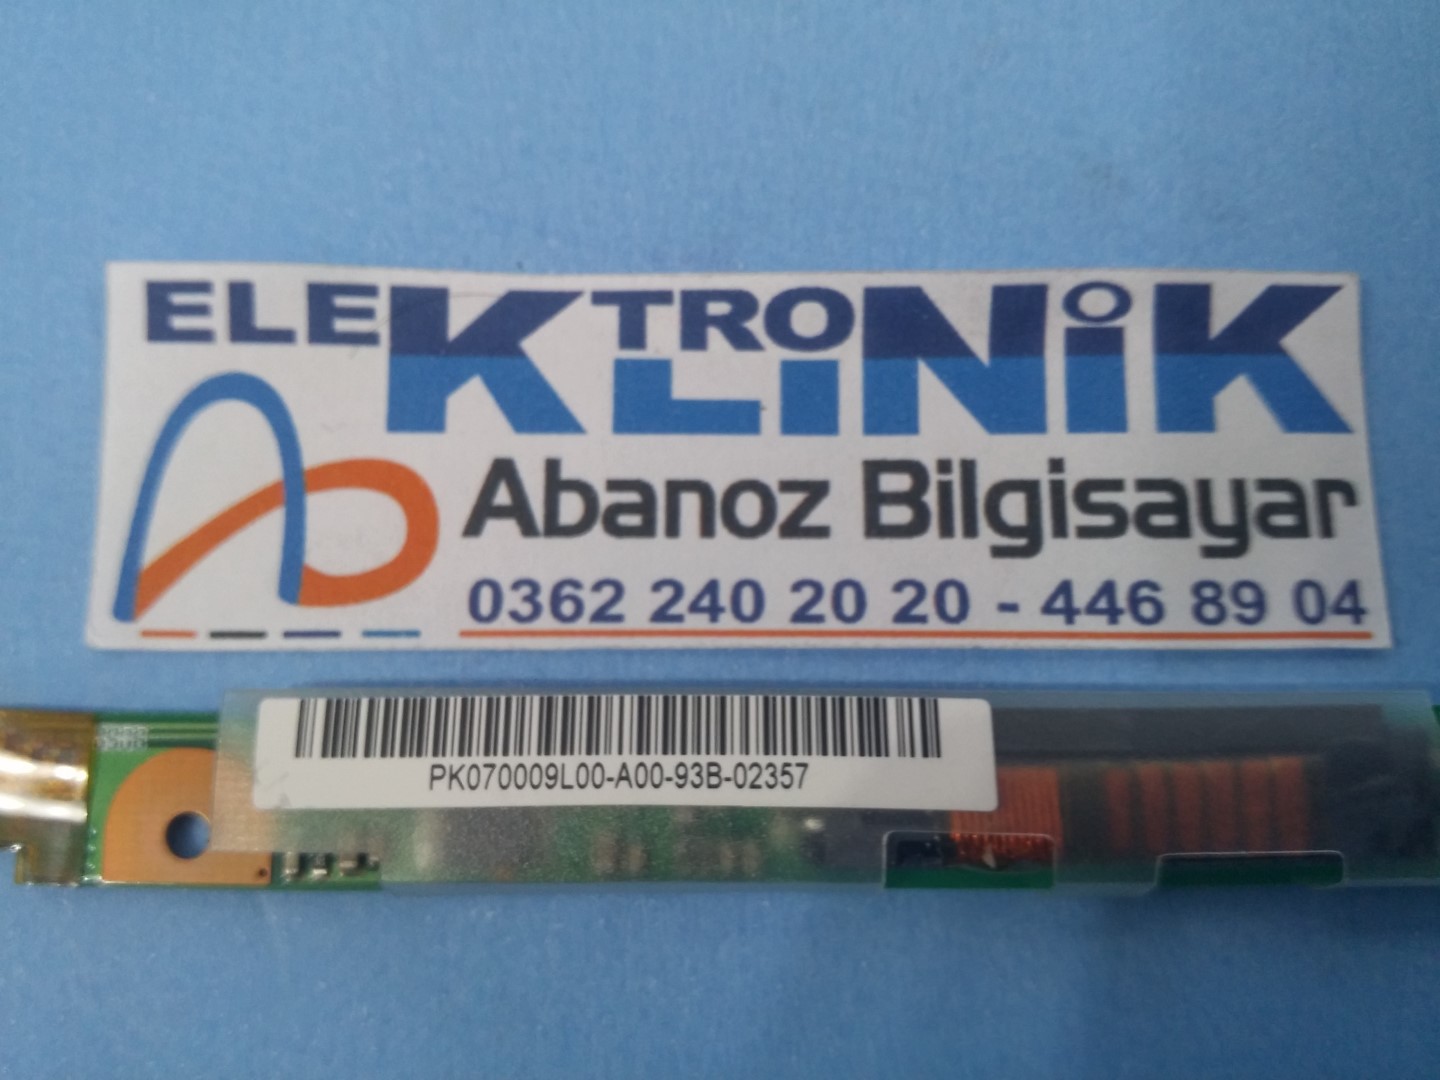 ELEKTRONİK
KLİNİK
Abanoz Bilgisayar
0362 240 20 20 - 446 89 04
PK070009L00-A00-93B-02357